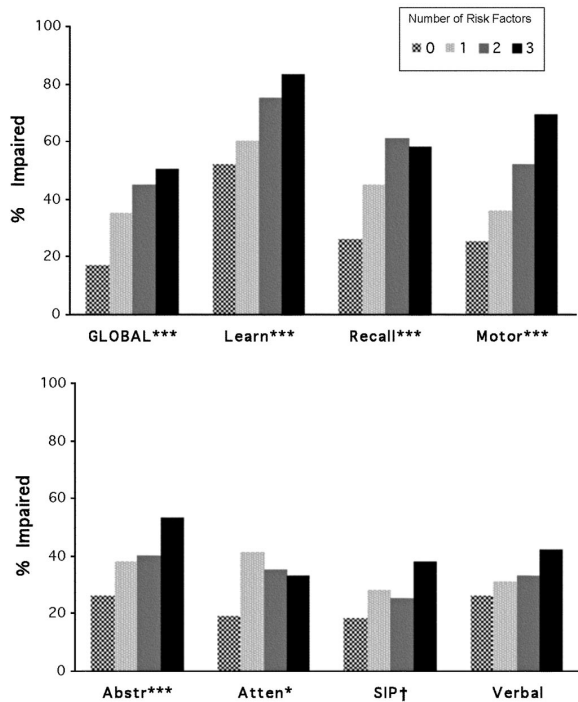 Number of Risk Factors
0 1 2 3
% Impaired
100
80
60
40
20
0
GLOBAL*** Learn*** Recall*** Motor***
% Impaired
100
80
60
40
20
0
Abstr*** Atten* SIP† Verbal